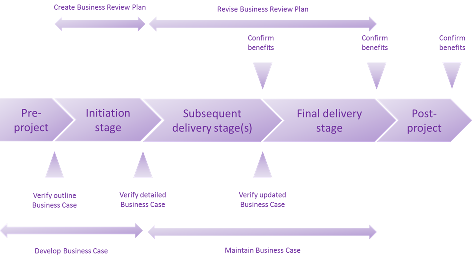 Create Business Review Plan
Revise Business Review Plan
Confirm
benefits
Confirm
benefits
Confirm
benefits
Pre-
project
Initiation
stage
Subsequent
delivery stage(s)
Final delivery
stage
Post-
project
Verify outline
Business Case
Verify detailed
Business Case
Verify updated
Business Case
Develop Business Case
Maintain Business Case